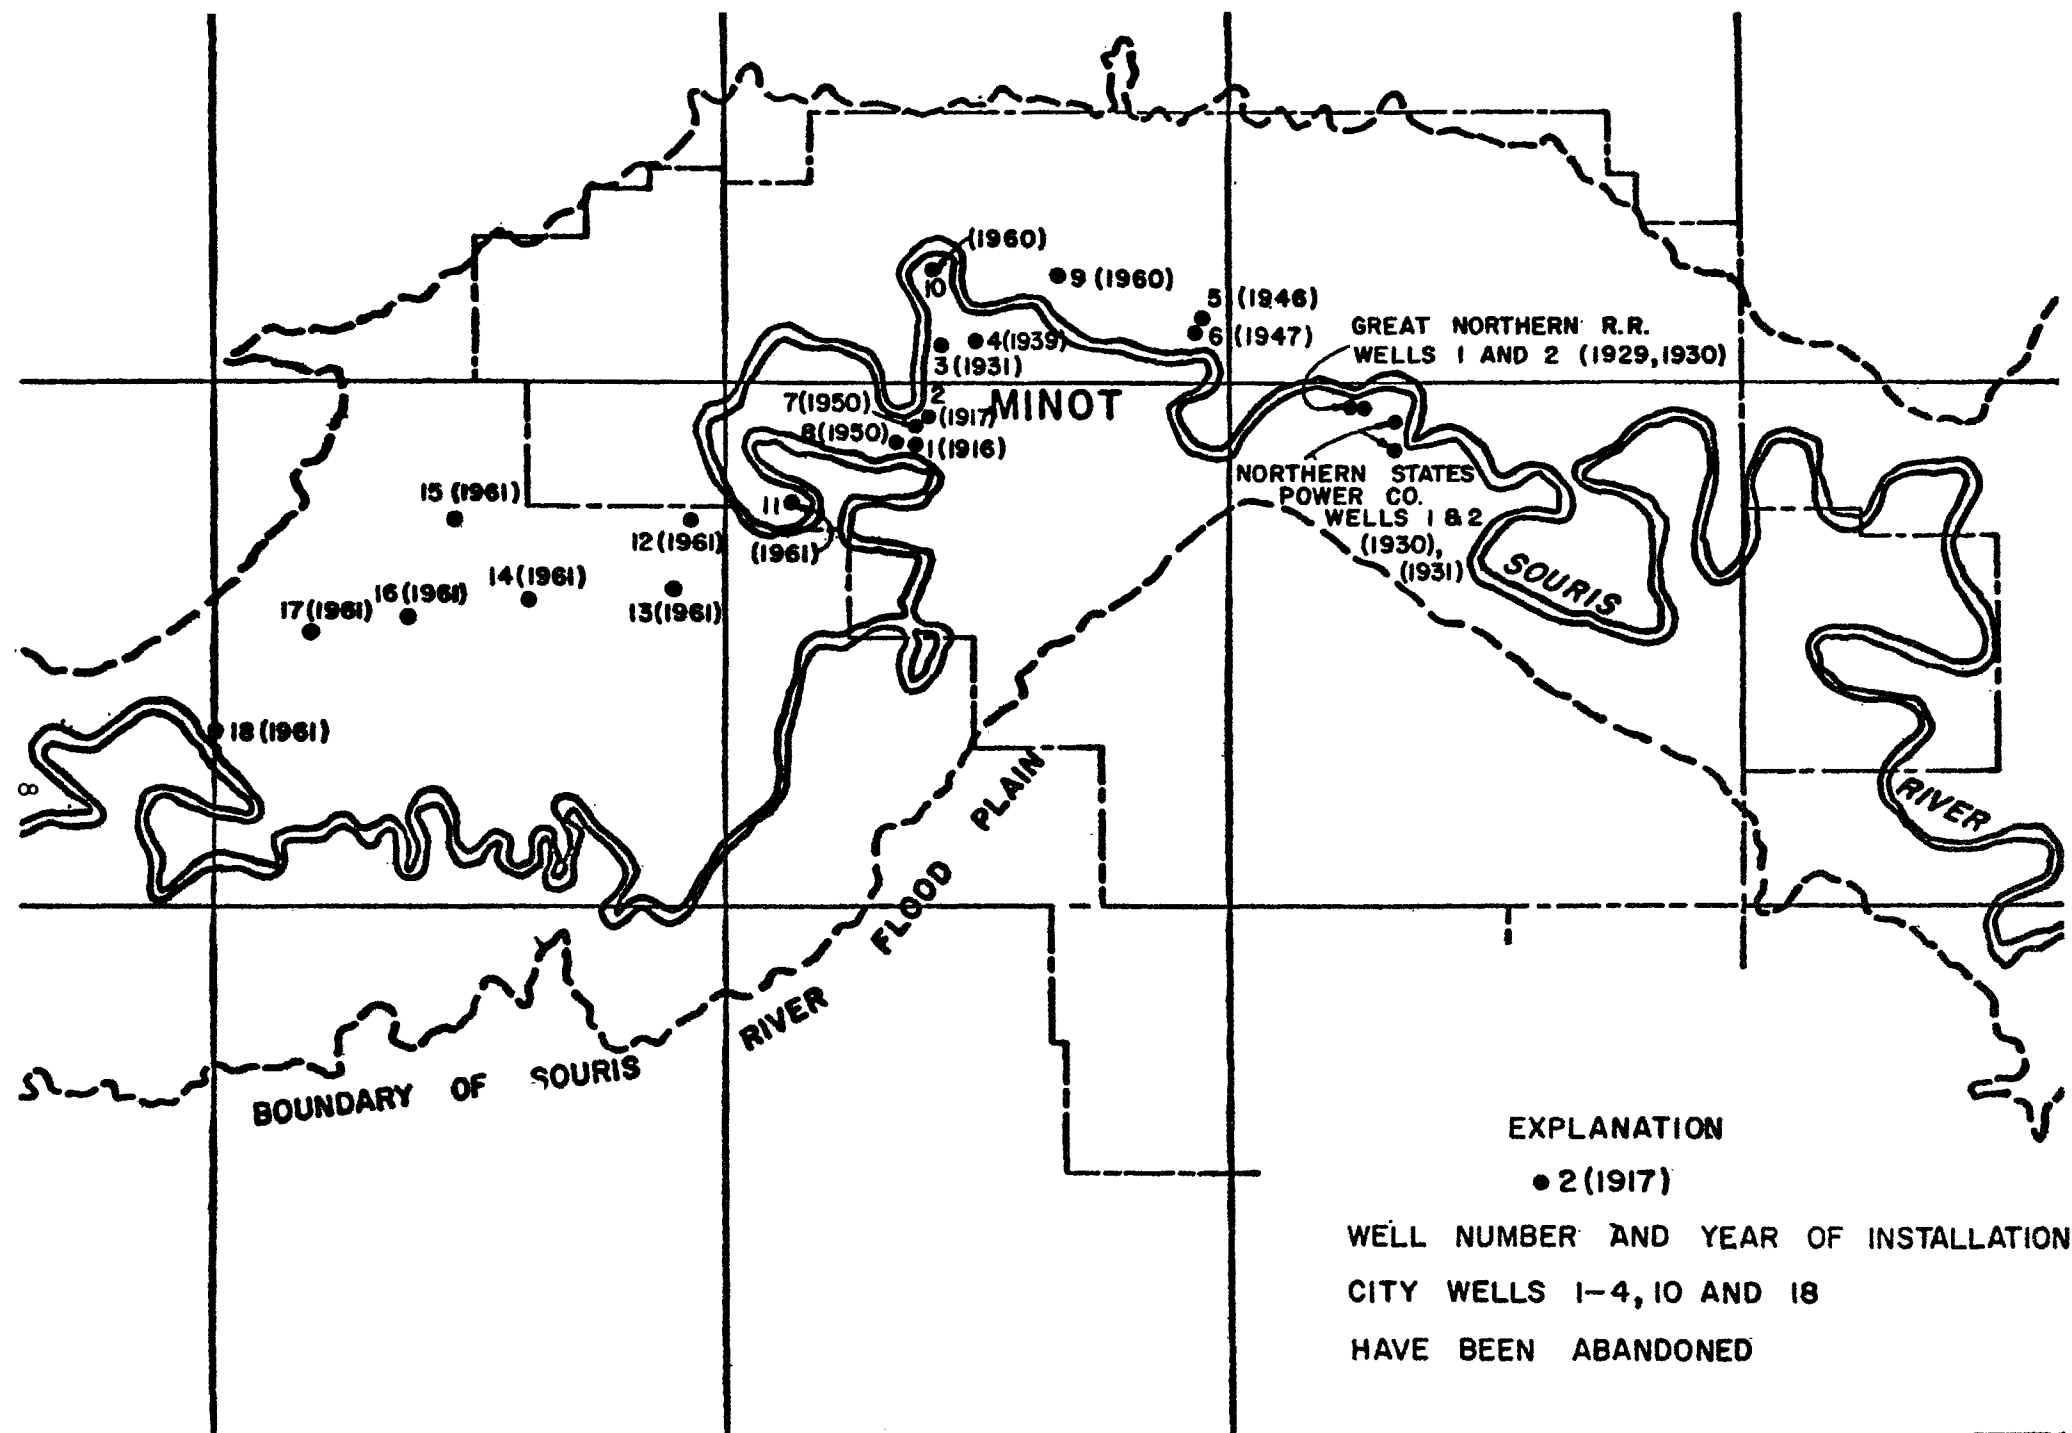 (1960)
10
9 (1960)
5 (1946)
6 (1947)
GREAT NORTHERN R.R.
WELLS 1 AND 2 (1929,1930)
4(1939)
3(1931)
MINOT
2
(1917)
7(1950)
8(1950)
1(1916)
NORTHERN STATES
POWER CO.
WELLS 1 & 2
(1930),
(1931)
15 (1961)
11
(1961)
12(1961)
14(1961)
16(1961)
17(1961)
13(1961)
SOURIS
18(1961)
8
RIVER
BOUNDARY OF SOURIS RIVER FLOOD PLAIN
EXPLANATION
2(1917)
WELL NUMBER AND YEAR OF INSTALLATION
CITY WELLS 1-4, 10 AND 18
HAVE BEEN ABANDONED